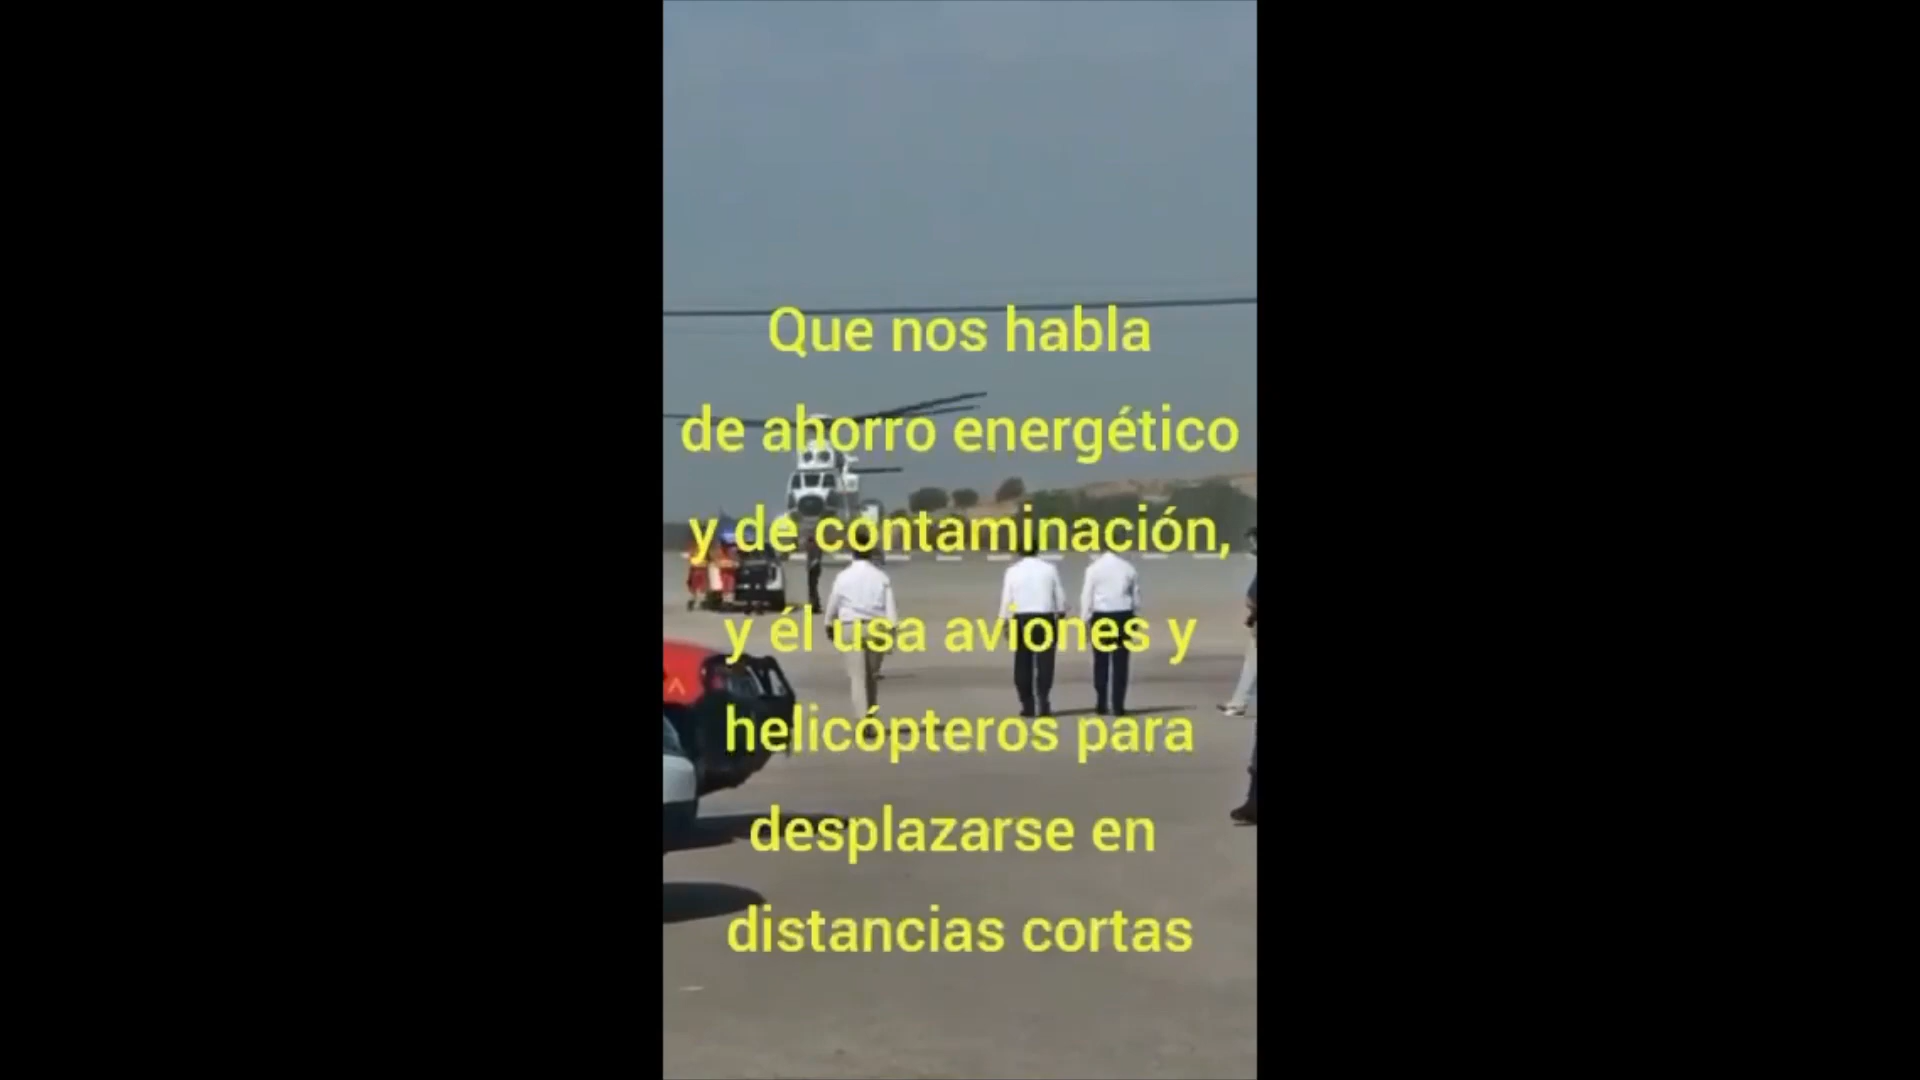 Que nos habla
de ahorro energético
y de contaminación,
y él usa aviones y
helicópteros para
desplazarse en
distancias cortas